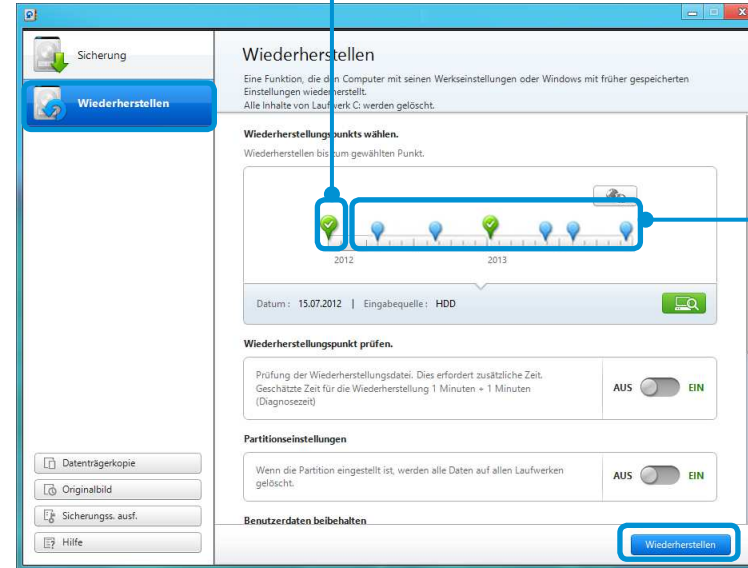 Sicherung
Wiederherstellen
Wiederherstellen
Eine Funktion, die den Computer mit seinen Werkseinstellungen oder Windows mit früher gespeicherten
Einstellungen wiederherstellt.
Alle Inhalte von Laufwerk C: werden gelöscht.
Wiederherstellungspunkts wählen.
Wiederherstellen bis zum gewählten Punkt.
2012 2013
Datum : 15.07.2012 | Eingabequelle : HDD
Wiederherstellungspunkt prüfen.
Prüfung der Wiederherstellungsdatei. Dies erfordert zusätzliche Zeit.
Geschätzte Zeit für die Wiederherstellung 1 Minuten + 1 Minuten
(Diagnosezeit)
AUS EIN
Partitionseinstellungen
Wenn die Partition eingestellt ist, werden alle Daten auf allen Laufwerken
gelöscht.
AUS EIN
Benutzerdaten beibehalten
Datenträgerkopie
Originalbild
Sicherungss. ausf.
Hilfe
Wiederherstellen